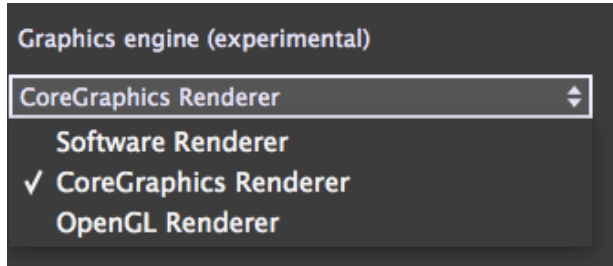 Graphics engine (experimental)
CoreGraphics Renderer
Software Renderer
✓ CoreGraphics Renderer
OpenGL Renderer